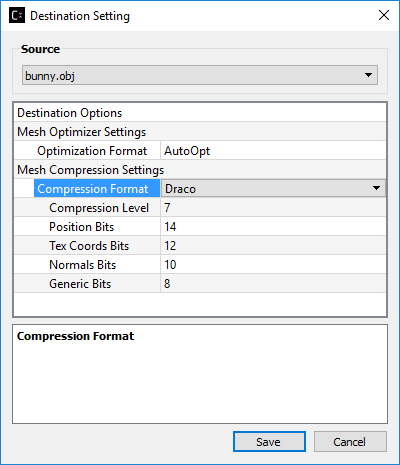 Destination Setting
Source
bunny.obj
Destination Options
Mesh Optimizer Settings
Optimization Format AutoOpt
Mesh Compression Settings
Compression Format Draco
Compression Level 7
Position Bits 14
Tex Coords Bits 12
Normals Bits 10
Generic Bits 8
Compression Format
Save Cancel